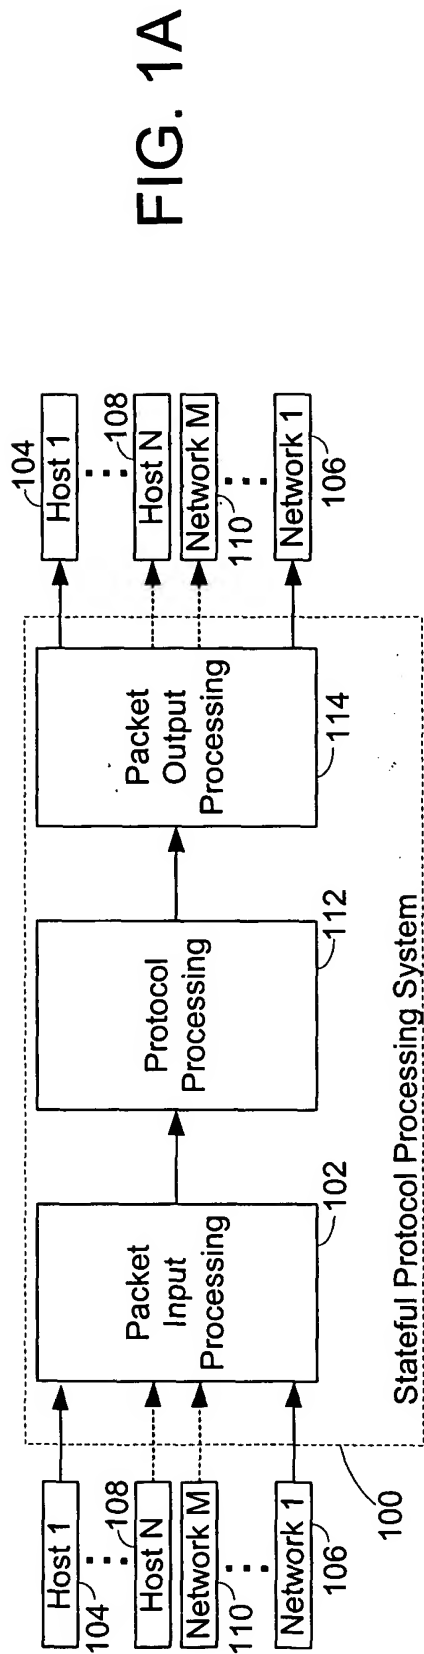 FIG. 1A
Host 1
104
Host N
108
Network M
110
Network 1
106
Packet
Input
Processing
102
Protocol
Processing
112
Packet
Output
Processing
114
Host 1
104
Host N
108
Network M
110
Network 1
106
Stateful Protocol Processing System
100